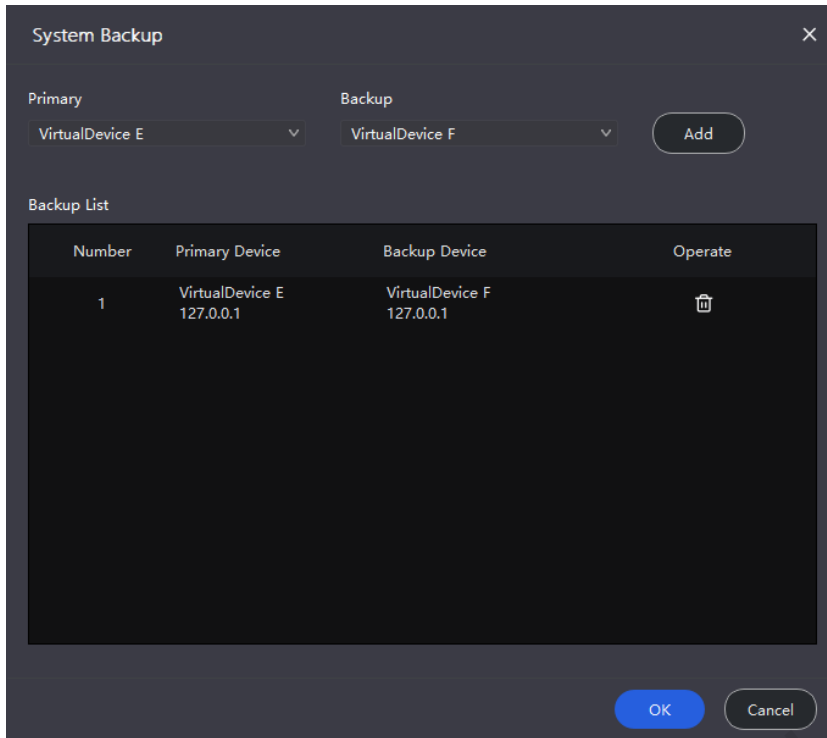 System Backup
Primary
Backup
VirtualDevice E
VirtualDevice F
Add
Backup List
Number
Primary Device
Backup Device
Operate
1
VirtualDevice E
127.0.0.1
VirtualDevice F
127.0.0.1
OK
Cancel